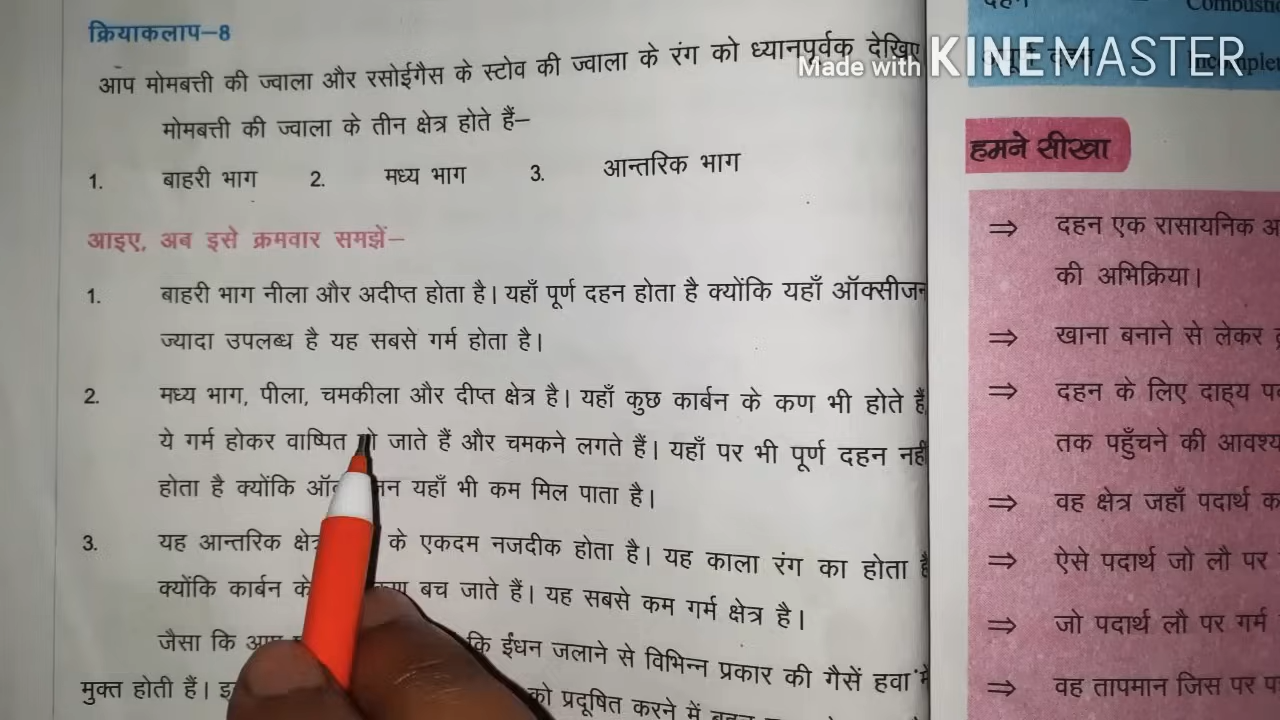 क्रियाकलाप–8
आप मोमबत्ती की ज्वाला और रसोईगैस के स्टोव की ज्वाला के रंग को ध्यानपूर्वक देखिए
मोमबत्ती की ज्वाला के तीन क्षेत्र होते हैं–
1. बाहरी भाग 2. मध्य भाग 3. आन्तरिक भाग
आइए, अब इसे क्रमवार समझें–
1. बाहरी भाग नीला और अदीप्त होता है। यहाँ पूर्ण दहन होता है क्योंकि यहाँ ऑक्सीजन
ज्यादा उपलब्ध है यह सबसे गर्म होता है।
2. मध्य भाग, पीला, चमकीला और दीप्त क्षेत्र है। यहाँ कुछ कार्बन के कण भी होते हैं,
ये गर्म होकर वाष्पित जाते हैं और चमकने लगते हैं। यहाँ पर भी पूर्ण दहन नहीं
होता है क्योंकि यहाँ भी कम मिल पाता है।
3. यह आन्तरिक के एकदम नजदीक होता है। यह काला रंग का होता है
क्योंकि कार्बन के बच जाते हैं। यह सबसे कम गर्म क्षेत्र है।
जैसा कि कि ईंधन जलाने से विभिन्न प्रकार की गैसें हवा में
मुक्त होती हैं। को प्रदूषित करने में
Made with KINEMASTER
दहन
हमने सीखा
⇒ दहन एक रासायनिक
की अभिक्रिया।
⇒ खाना बनाने से लेकर
⇒ दहन के लिए दाह्य
तक पहुँचने की
⇒ वह क्षेत्र जहाँ पदार्थ
⇒ ऐसे पदार्थ जो लौ पर
⇒ जो पदार्थ लौ पर गर्म
⇒ वह तापमान जिस पर